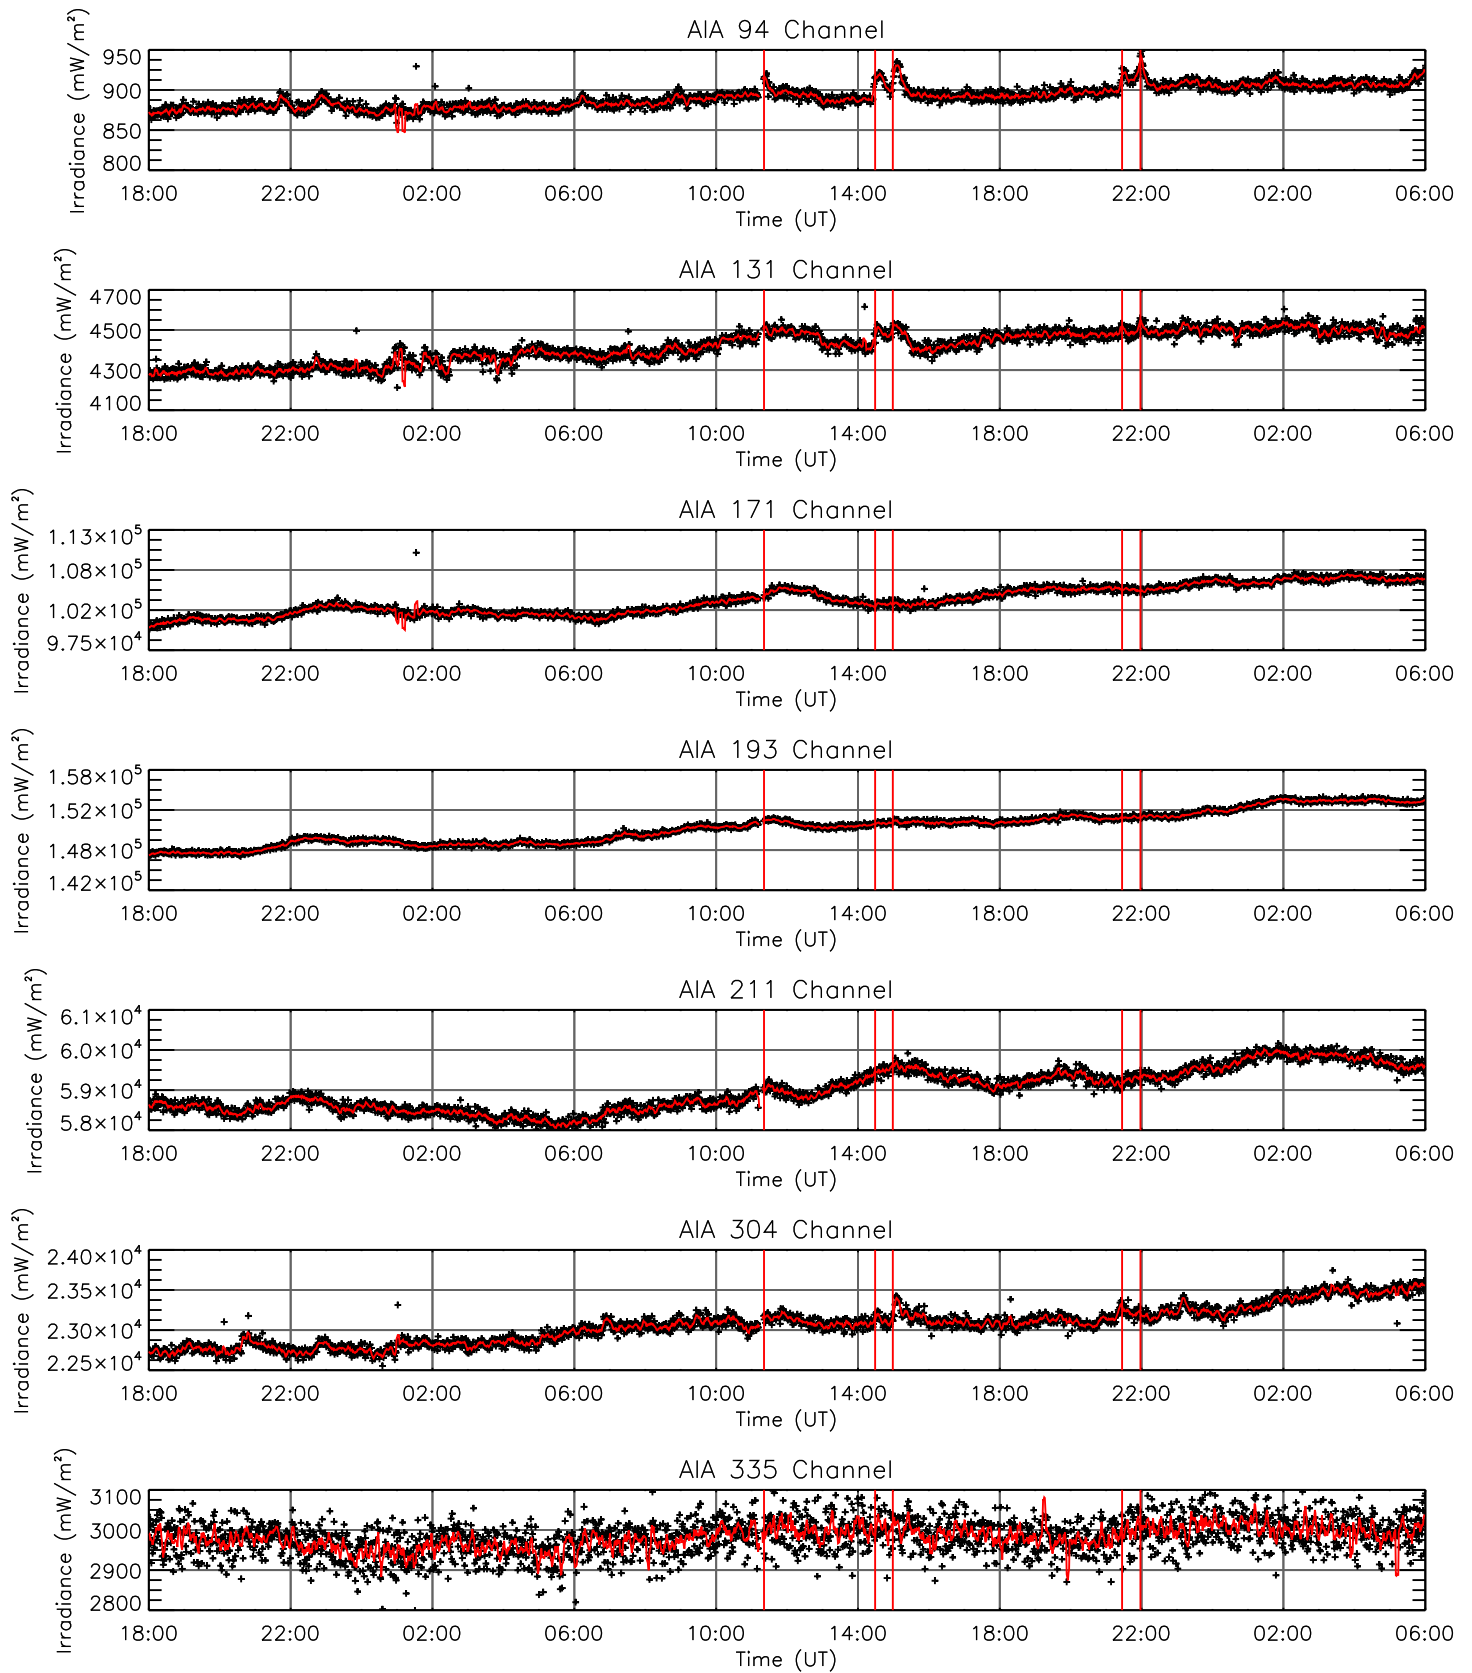 AIA 94 Channel
Irradiance (mW/m²)
950
900
850
800
18:00 22:00 02:00 06:00 10:00 14:00 18:00 22:00 02:00 06:00
Time (UT)
AIA 131 Channel
Irradiance (mW/m²)
4700
4500
4300
4100
18:00 22:00 02:00 06:00 10:00 14:00 18:00 22:00 02:00 06:00
Time (UT)
AIA 171 Channel
Irradiance (mW/m²)
1.13×10⁵
1.08×10⁵
1.02×10⁵
9.75×10⁴
18:00 22:00 02:00 06:00 10:00 14:00 18:00 22:00 02:00 06:00
Time (UT)
AIA 193 Channel
Irradiance (mW/m²)
1.58×10⁵
1.52×10⁵
1.48×10⁵
1.42×10⁵
18:00 22:00 02:00 06:00 10:00 14:00 18:00 22:00 02:00 06:00
Time (UT)
AIA 211 Channel
Irradiance (mW/m²)
6.1×10⁴
6.0×10⁴
5.9×10⁴
5.8×10⁴
18:00 22:00 02:00 06:00 10:00 14:00 18:00 22:00 02:00 06:00
Time (UT)
AIA 304 Channel
Irradiance (mW/m²)
2.40×10⁴
2.35×10⁴
2.30×10⁴
2.25×10⁴
18:00 22:00 02:00 06:00 10:00 14:00 18:00 22:00 02:00 06:00
Time (UT)
AIA 335 Channel
Irradiance (mW/m²)
3100
3000
2900
2800
18:00 22:00 02:00 06:00 10:00 14:00 18:00 22:00 02:00 06:00
Time (UT)